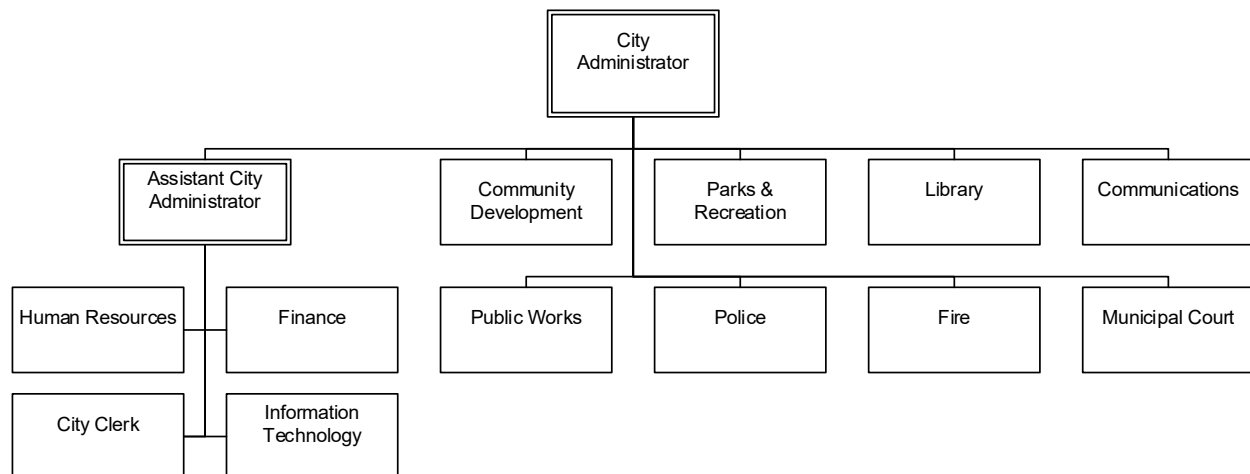 City
Administrator
Assistant City
Administrator
Community
Development
Parks &
Recreation
Library
Communications
Human Resources
Finance
Public Works
Police
Fire
Municipal Court
City Clerk
Information
Technology